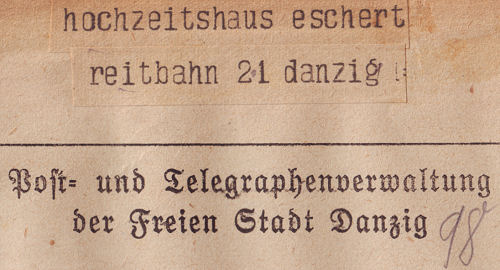 hochzeitshaus eschert
reitbahn 21 danzig :=
Post- und Telegraphenverwaltung
der Freien Stadt Danzig
98